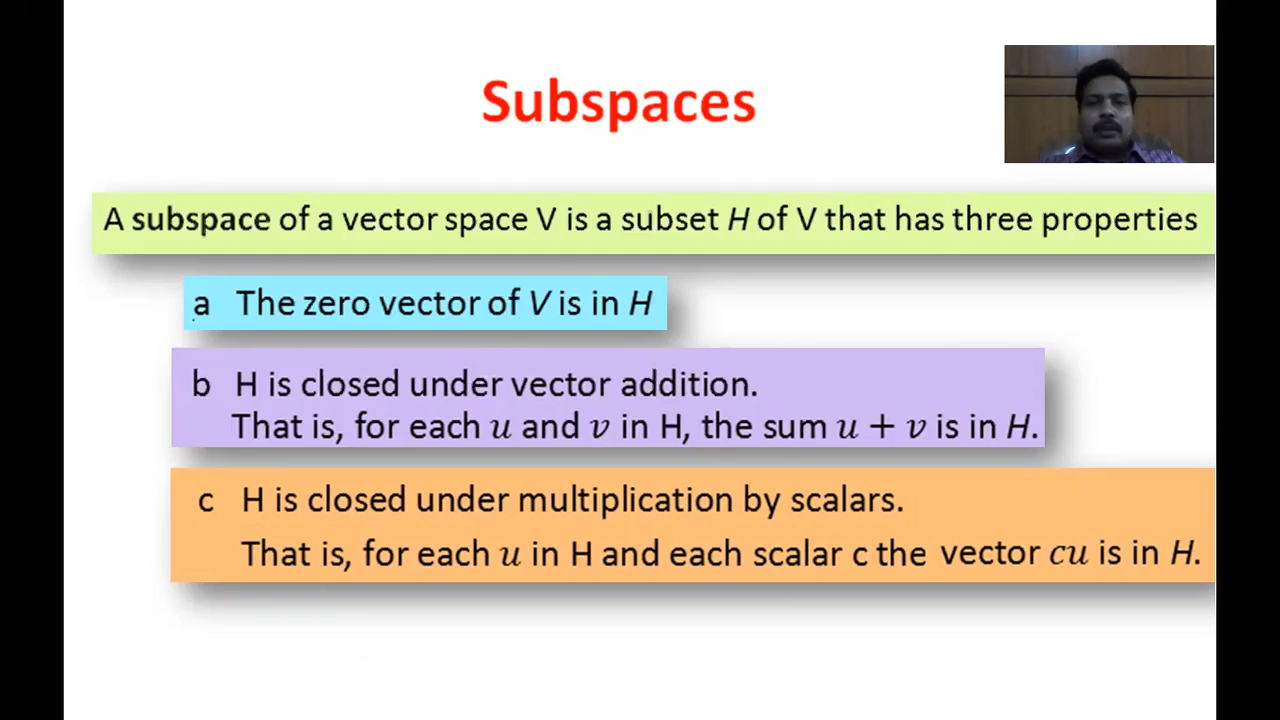 Subspaces
A subspace of a vector space V is a subset H of V that has three properties
a The zero vector of V is in H
b H is closed under vector addition.
That is, for each u and v in H, the sum u + v is in H.
c H is closed under multiplication by scalars.
That is, for each u in H and each scalar c the vector cu is in H.